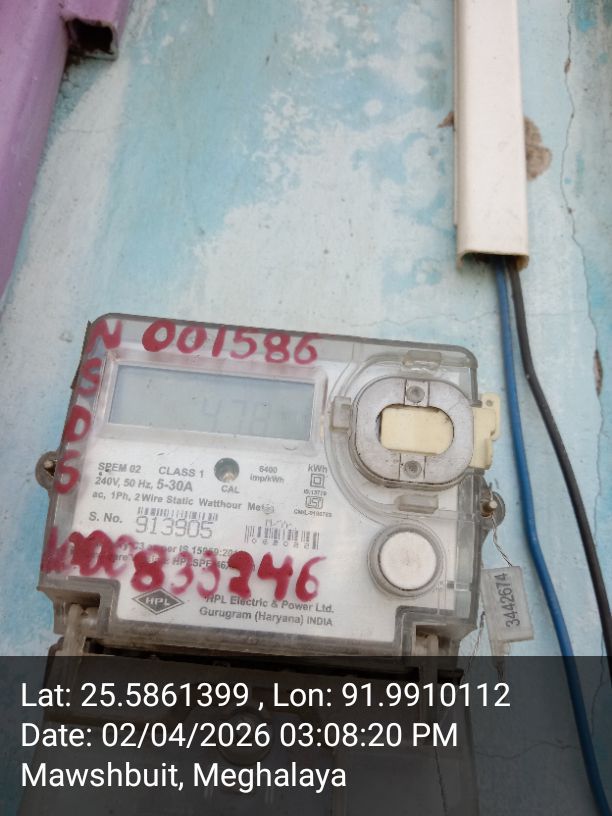 N 001586
S
D
S
SPEM 02 CLASS 1 6400 imp/kWh kWh
240V, 50 Hz, 5-30A CAL IS:13779
ac, 1Ph, 2 Wire Static Watthour
S. No. 913905
HPL HPL Electric & Power Ltd.
Gurugram (Haryana) INDIA
3442674
Lat: 25.5861399 , Lon: 91.9910112
Date: 02/04/2026 03:08:20 PM
Mawshbuit, Meghalaya